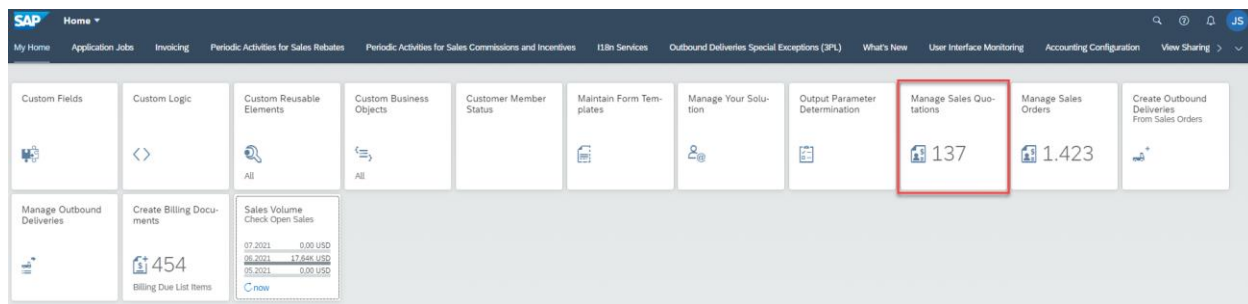 SAP Home
JS
My Home Application Jobs Invoicing Periodic Activities for Sales Rebates Periodic Activities for Sales Commissions and Incentives I18n Services Outbound Deliveries Special Exceptions (3PL) What's New User Interface Monitoring Accounting Configuration View Sharing
Custom Fields
Custom Logic
Custom Reusable
Elements
All
Custom Business
Objects
All
Customer Member
Status
Maintain Form Tem-
plates
Manage Your Solu-
tion
Output Parameter
Determination
Manage Sales Quo-
tations
137
Manage Sales
Orders
1.423
Create Outbound
Deliveries
From Sales Orders
Manage Outbound
Deliveries
Create Billing Docu-
ments
454
Billing Due List Items
Sales Volume
Check Open Sales
07.2021 0,00 USD
06.2021 17,64K USD
05.2021 0,00 USD
now